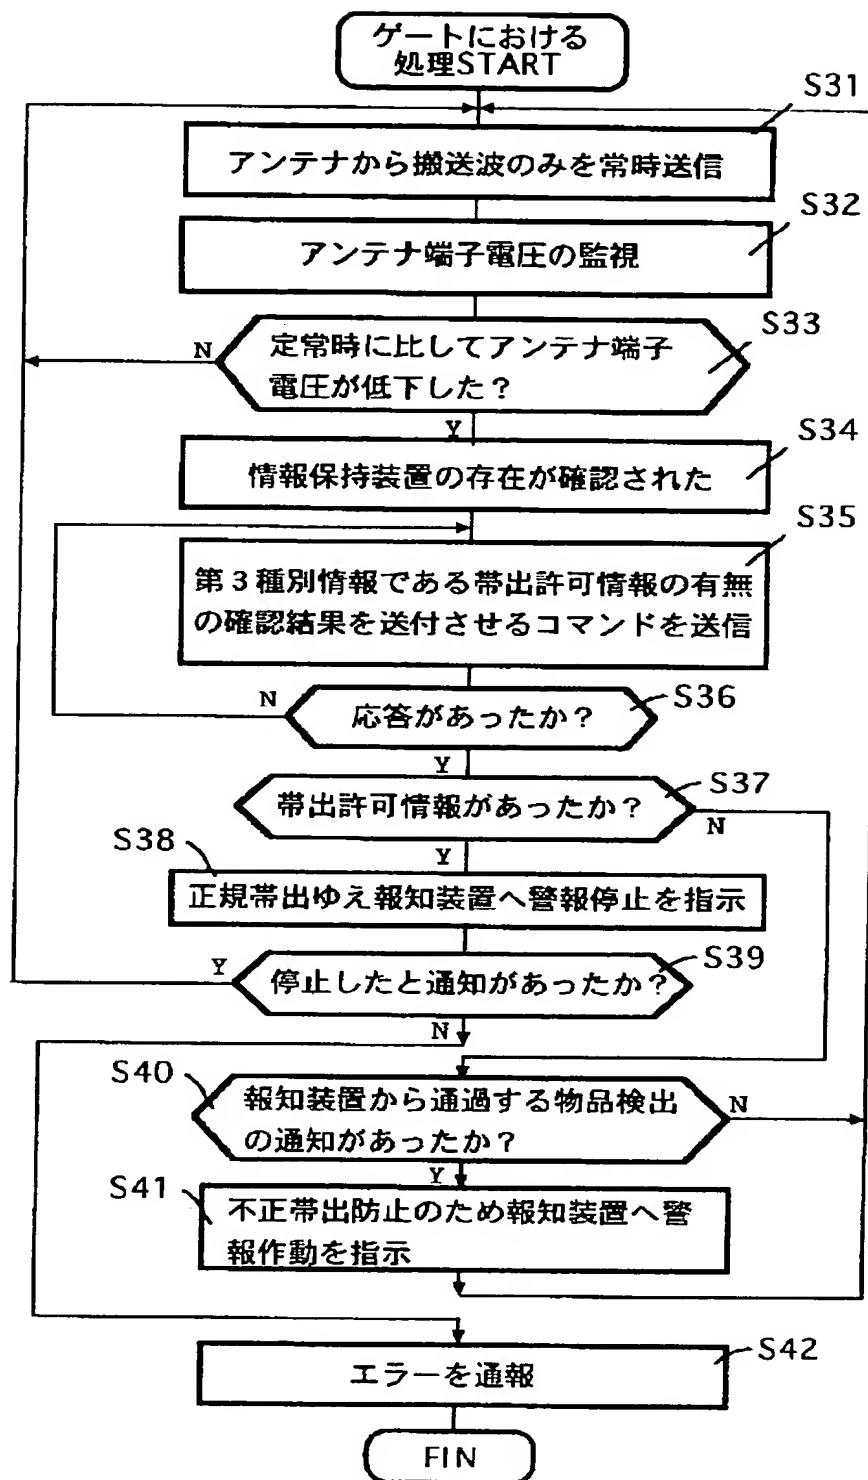 ゲートにおける
処理START
S31
アンテナから搬送波のみを常時送信
S32
アンテナ端子電圧の監視
S33
N
定常時に比してアンテナ端子
電圧が低下した?
Y
S34
情報保持装置の存在が確認された
S35
第3種別情報である帯出許可情報の有無
の確認結果を送付させるコマンドを送信
N
応答があったか?
S36
Y
帯出許可情報があったか?
S37
N
Y
S38
正規帯出ゆえ報知装置へ警報停止を指示
Y
停止したと通知があったか?
S39
N
S40
報知装置から通過する物品検出
の通知があったか?
N
Y
S41
不正帯出防止のため報知装置へ警
報作動を指示
S42
エラーを通報
FIN